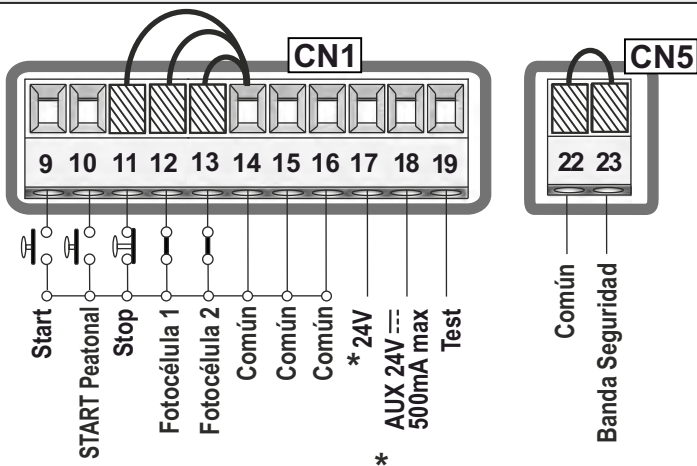 CN1
CN5
9 10 11 12 13 14 15 16 17 18 19
22 23
Start
START Peatonal
Stop
Fotocélula 1
Fotocélula 2
Común
Común
Común
* 24V
AUX 24V
500mA max
Test
Común
Banda Seguridad
*